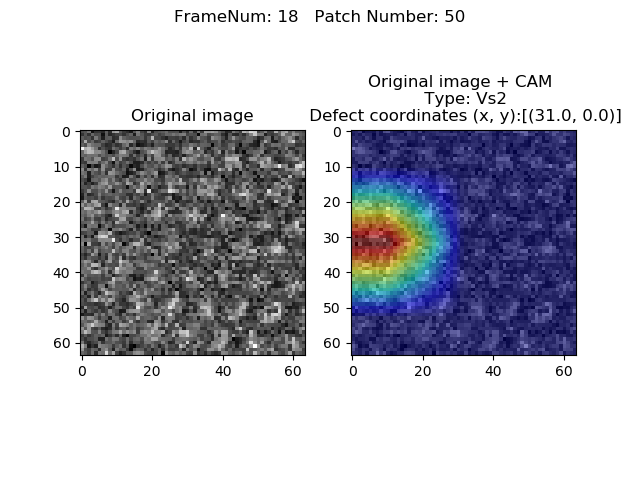 FrameNum: 18   Patch Number: 50
Original image
Original image + CAM
Type: Vs2
Defect coordinates (x, y):[(31.0, 0.0)]
0
10
20
30
40
50
60
0 20 40 60
0
10
20
30
40
50
60
0 20 40 60